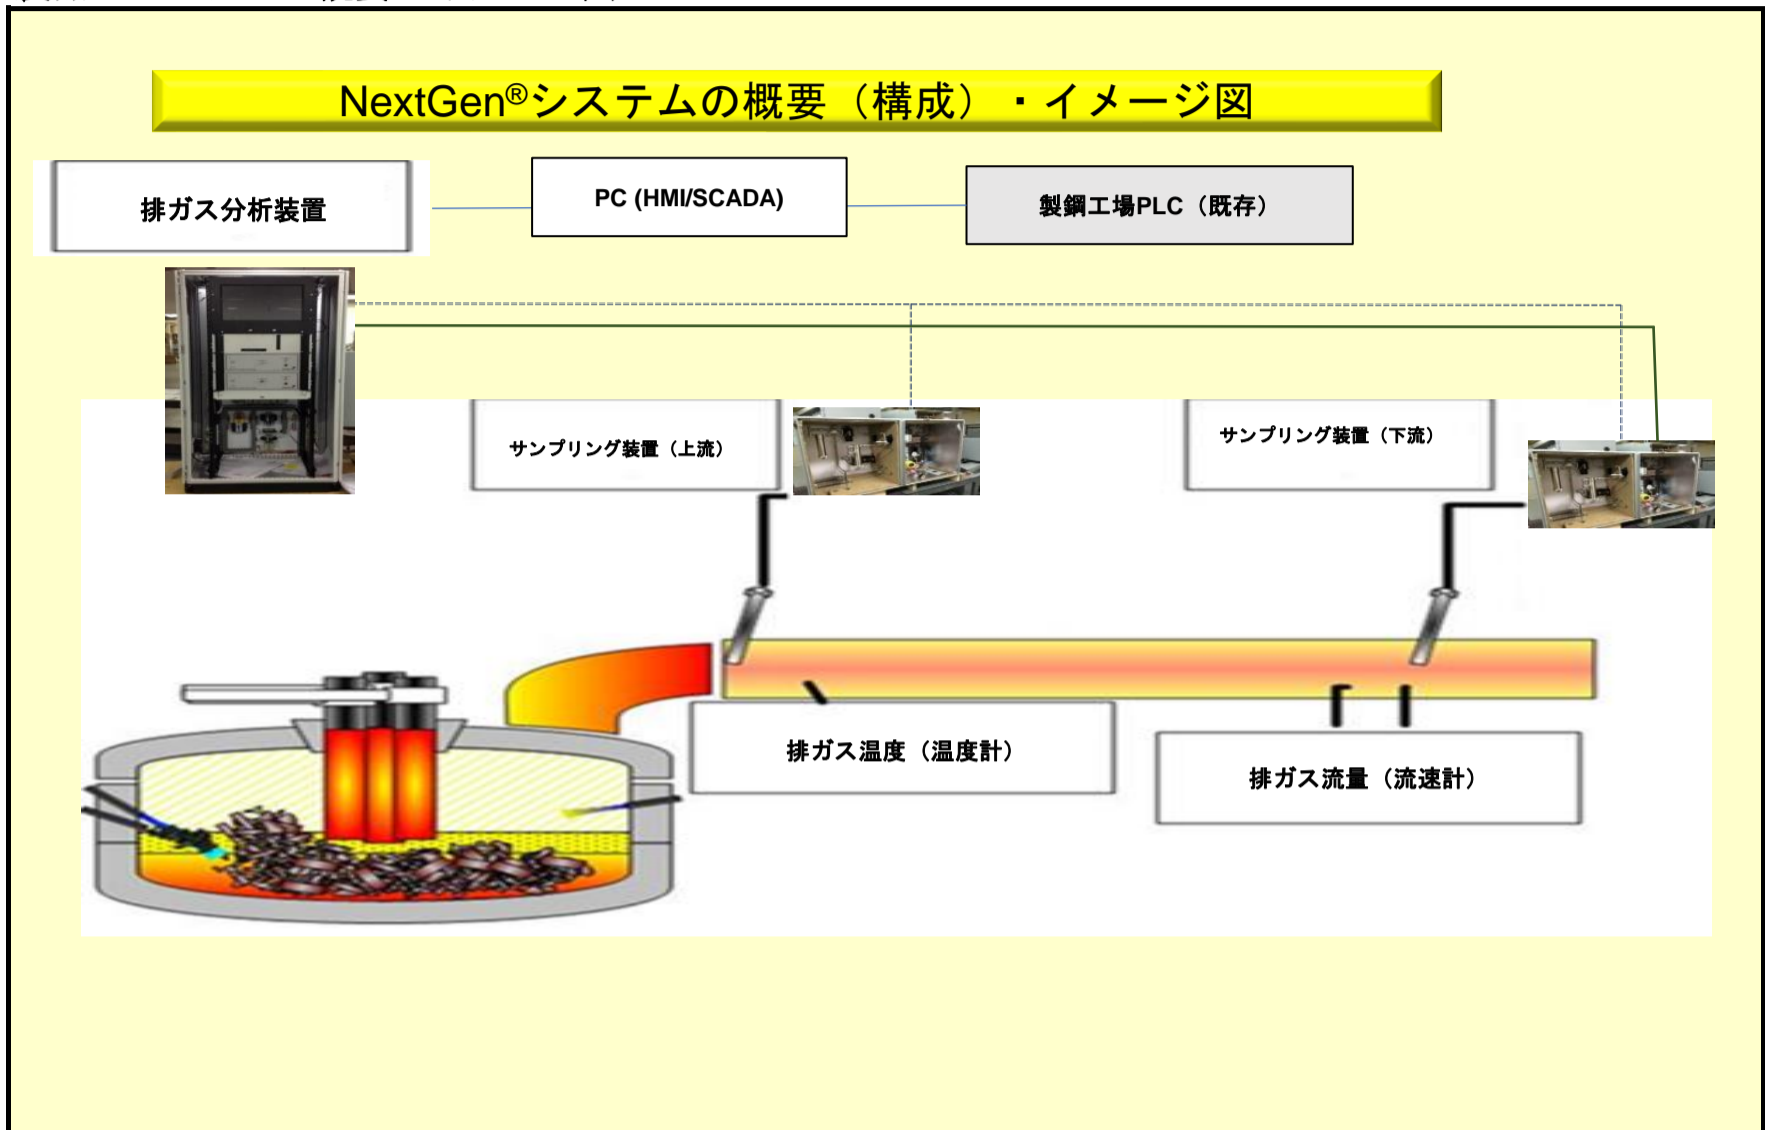 NextGen®システムの概要（構成）・イメージ図
排ガス分析装置
PC (HMI/SCADA)
製鋼工場PLC（既存）
サンプリング装置（上流）
サンプリング装置（下流）
排ガス温度（温度計）
排ガス流量（流速計）